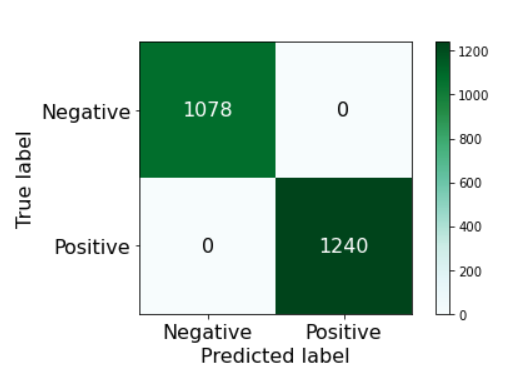 Negative 1078 0
Positive 0 1240
Negative Positive
Predicted label
True label
1200
1000
800
600
400
200
0